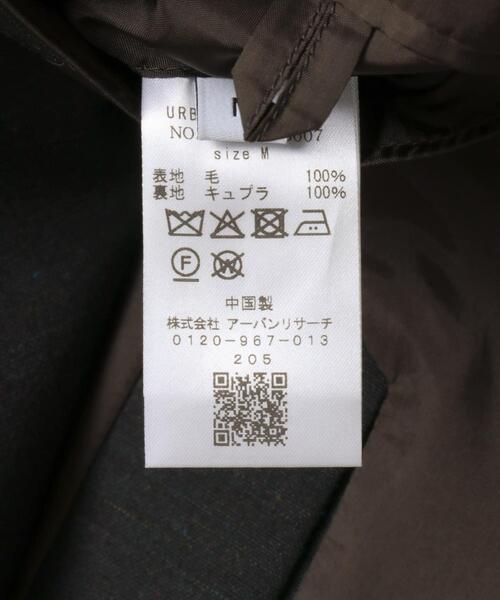 size M
表地 毛 100%
裏地 キュプラ 100%
F
W
中国製
株式会社 アーバンリサーチ
0120-967-013
205